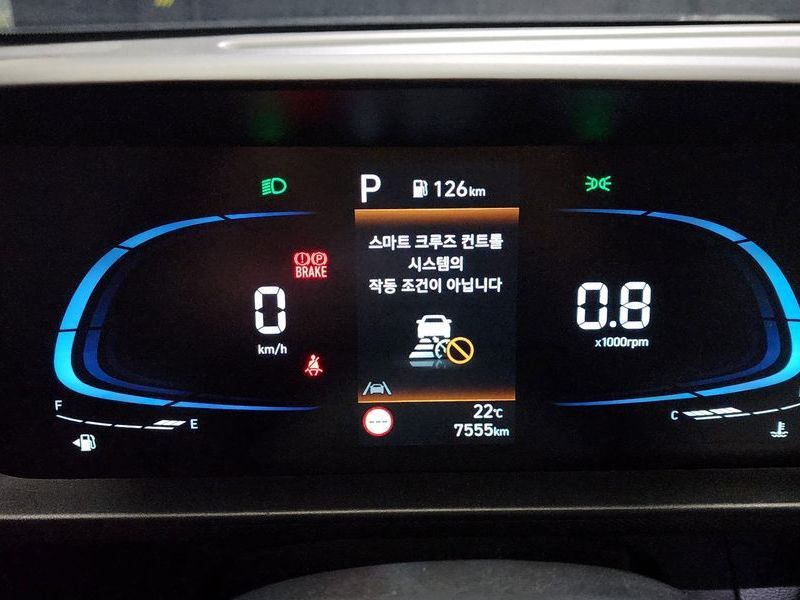 P 126km
스마트 크루즈 컨트롤
시스템의
작동 조건이 아닙니다
BRAKE
0
km/h
0.8
x1000rpm
F
E
C
---
22℃
7555km